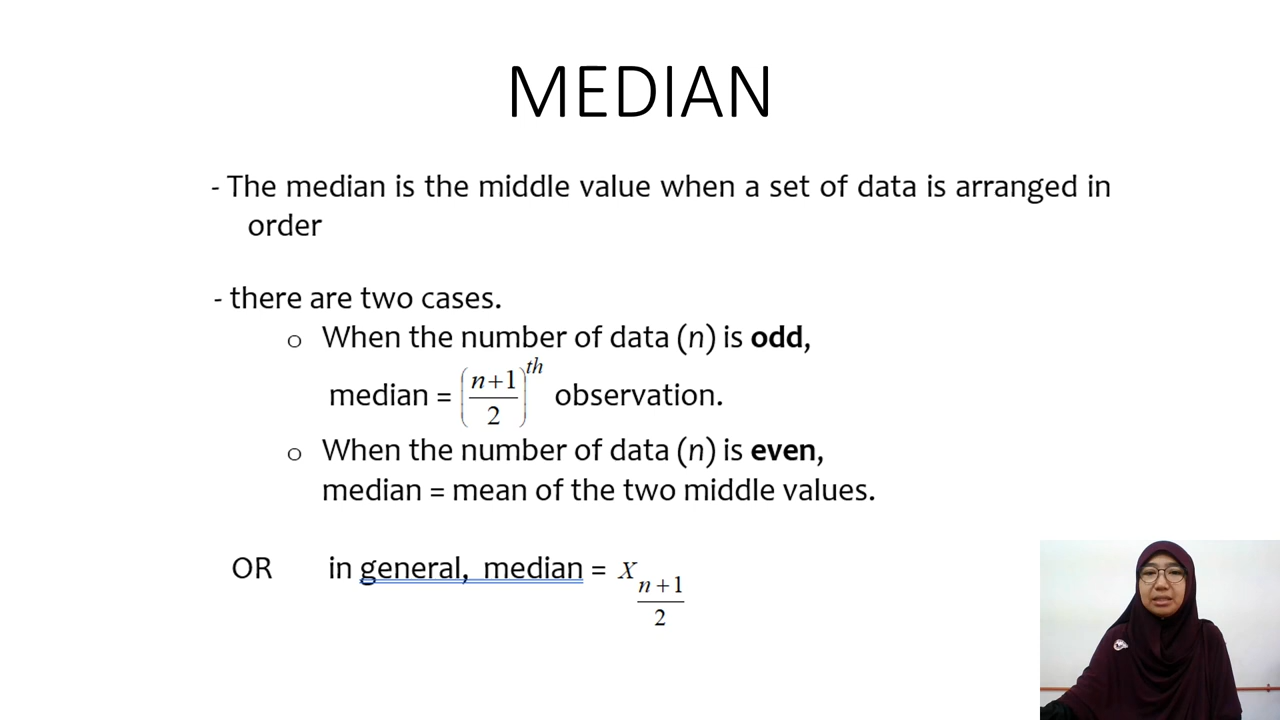 MEDIAN
- The median is the middle value when a set of data is arranged in
order
- there are two cases.
o When the number of data (n) is odd,
median = ((n+1)/2)^th observation.
o When the number of data (n) is even,
median = mean of the two middle values.
OR in general, median = x_((n+1)/2)